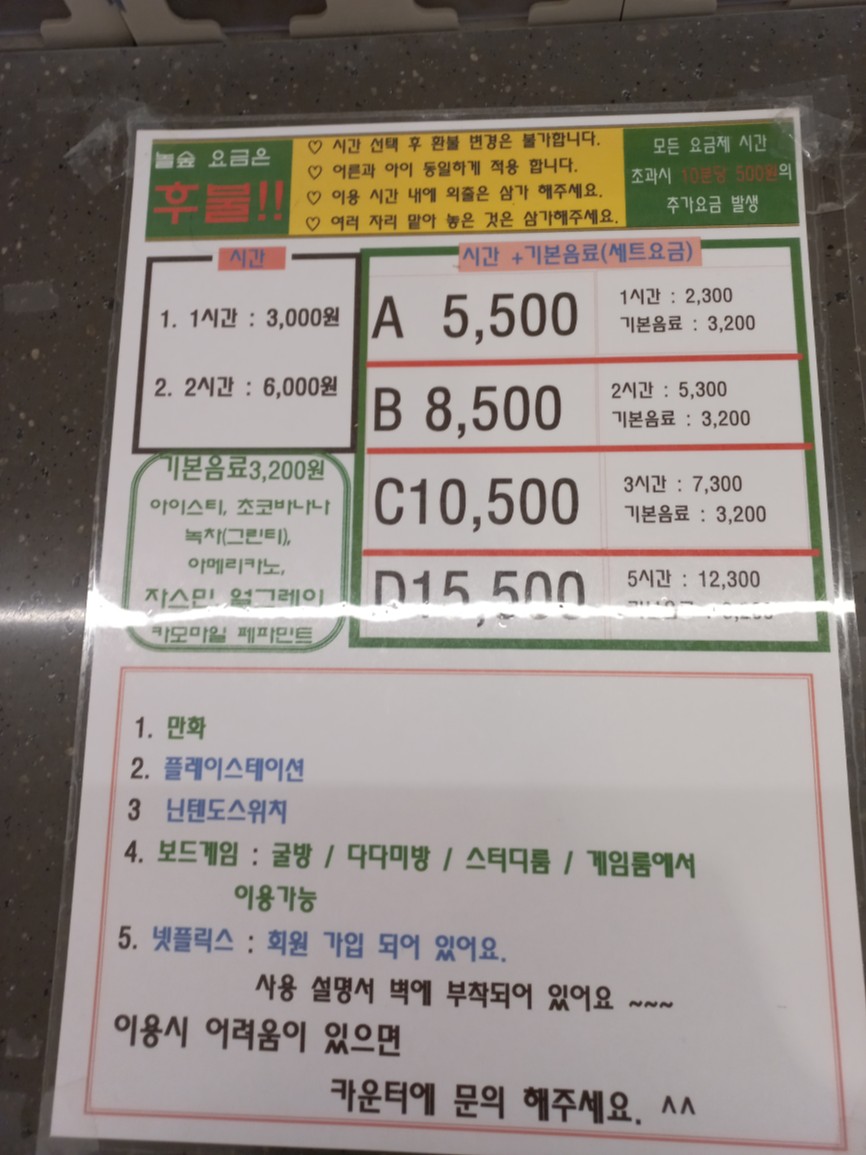 놀숲 요금은
후불!!
♡ 시간 선택 후 환불 변경은 불가합니다.
♡ 어른과 아이 동일하게 적용 합니다.
♡ 이용 시간 내에 외출은 삼가 해주세요.
♡ 여러 자리 맡아 놓은 것은 삼가해주세요.
모든 요금제 시간
초과시 10분당 500원의
추가요금 발생
시간
1. 1시간 : 3,000원
2. 2시간 : 6,000원
기본음료3,200원
아이스티, 초코바나나
녹차(그린티),
아메리카노,
자스민 얼그레이
카모마일 페파민트
시간 +기본음료(세트요금)
A 5,500
1시간 : 2,300
기본음료 : 3,200
B 8,500
2시간 : 5,300
기본음료 : 3,200
C10,500
3시간 : 7,300
기본음료 : 3,200
D15,500
5시간 : 12,300
1. 만화
2. 플레이스테이션
3 닌텐도스위치
4. 보드게임 : 굴방 / 다다미방 / 스터디룸 / 게임룸에서
이용가능
5. 넷플릭스 : 회원 가입 되어 있어요.
사용 설명서 벽에 부착되어 있어요 ~~~
이용시 어려움이 있으면
카운터에 문의 해주세요. ^^